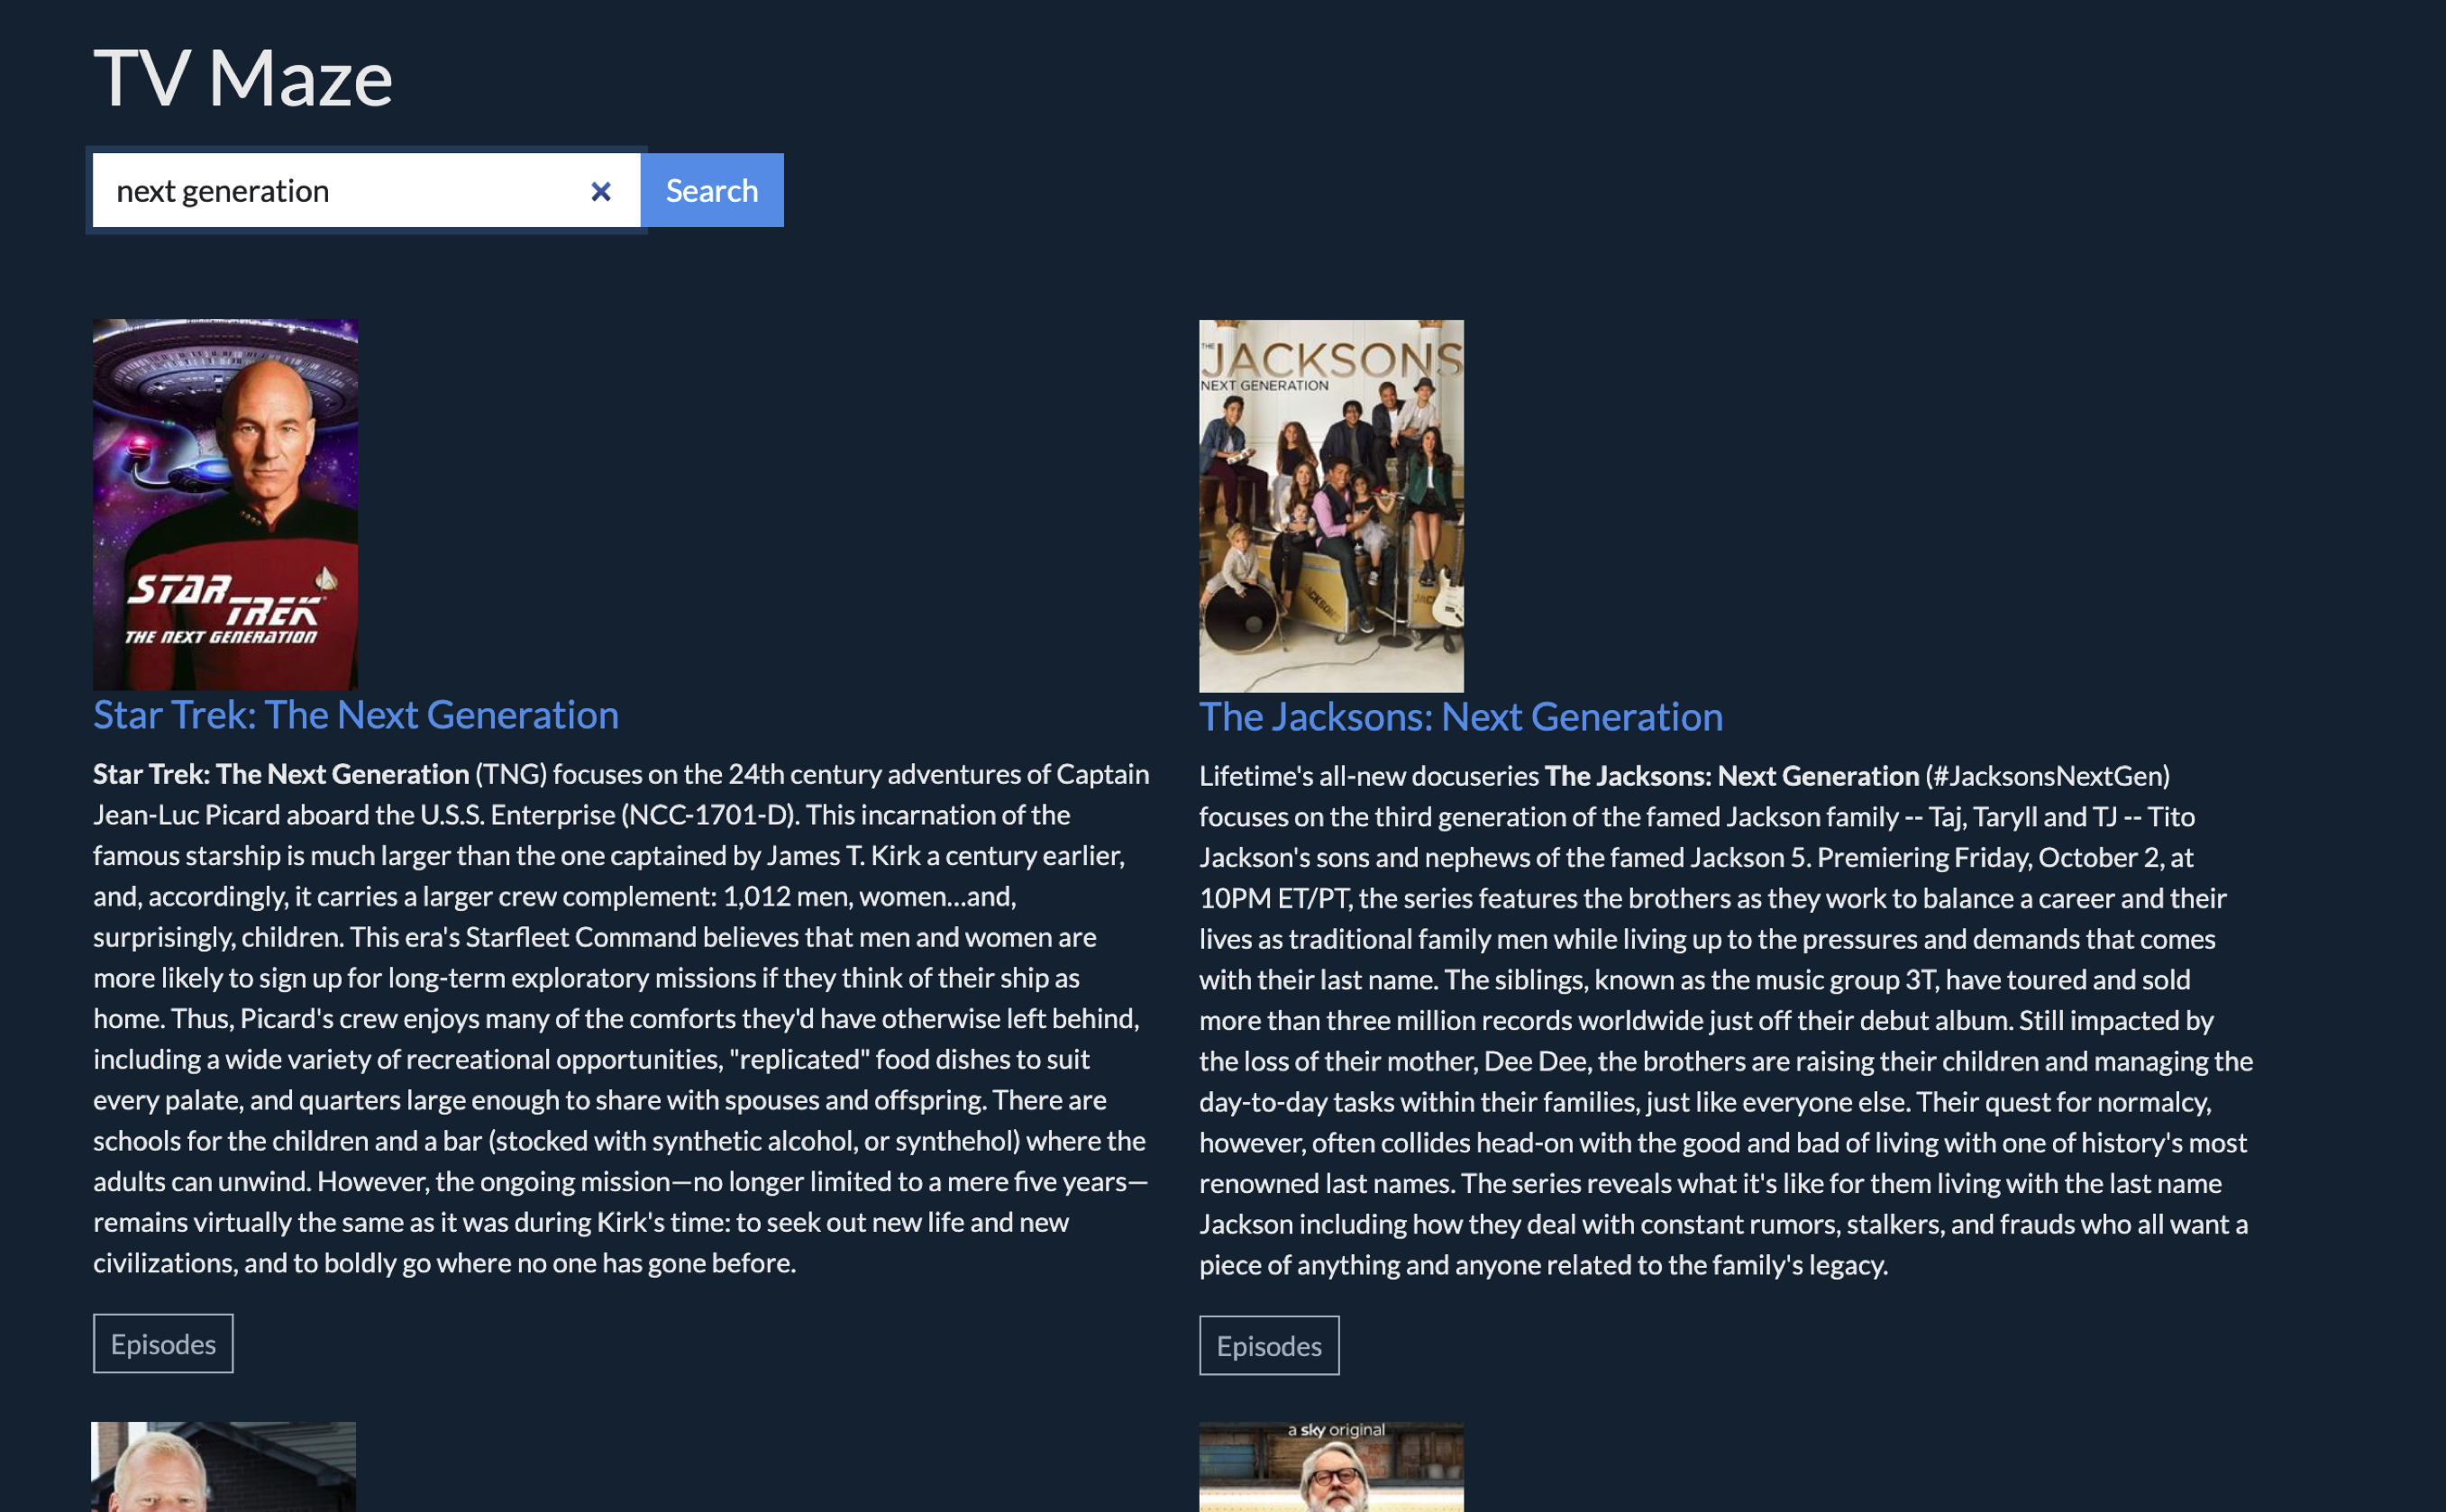 TV Maze
next generation
Search
STAR
TREK
THE NEXT GENERATION
Star Trek: The Next Generation
Star Trek: The Next Generation (TNG) focuses on the 24th century adventures of Captain
Jean-Luc Picard aboard the U.S.S. Enterprise (NCC-1701-D). This incarnation of the
famous starship is much larger than the one captained by James T. Kirk a century earlier,
and, accordingly, it carries a larger crew complement: 1,012 men, women...and,
surprisingly, children. This era's Starfleet Command believes that men and women are
more likely to sign up for long-term exploratory missions if they think of their ship as
home. Thus, Picard's crew enjoys many of the comforts they'd have otherwise left behind,
including a wide variety of recreational opportunities, "replicated" food dishes to suit
every palate, and quarters large enough to share with spouses and offspring. There are
schools for the children and a bar (stocked with synthetic alcohol, or synthehol) where the
adults can unwind. However, the ongoing mission—no longer limited to a mere five years—
remains virtually the same as it was during Kirk's time: to seek out new life and new
civilizations, and to boldly go where no one has gone before.
Episodes
THE
JACKSONS
NEXT GENERATION
JACKSONS
JACK
The Jacksons: Next Generation
Lifetime's all-new docuseries The Jacksons: Next Generation (#JacksonsNextGen)
focuses on the third generation of the famed Jackson family -- Taj, Taryll and TJ -- Tito
Jackson's sons and nephews of the famed Jackson 5. Premiering Friday, October 2, at
10PM ET/PT, the series features the brothers as they work to balance a career and their
lives as traditional family men while living up to the pressures and demands that comes
with their last name. The siblings, known as the music group 3T, have toured and sold
more than three million records worldwide just off their debut album. Still impacted by
the loss of their mother, Dee Dee, the brothers are raising their children and managing the
day-to-day tasks within their families, just like everyone else. Their quest for normalcy,
however, often collides head-on with the good and bad of living with one of history's most
renowned last names. The series reveals what it's like for them living with the last name
Jackson including how they deal with constant rumors, stalkers, and frauds who all want a
piece of anything and anyone related to the family's legacy.
Episodes
a sky original